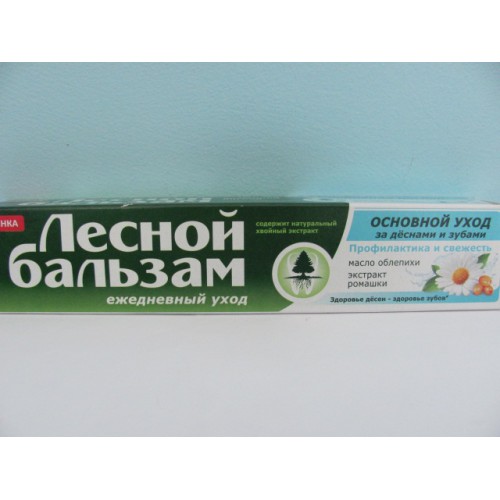 Лесной
бальзам
ежедневный уход
содержит натуральный
хвойный экстракт
ОСНОВНОЙ УХОД
за дёснами и зубами
Профилактика и свежесть
масло облепихи
экстракт
ромашки
Здоровье дёсен - здоровье зубов*